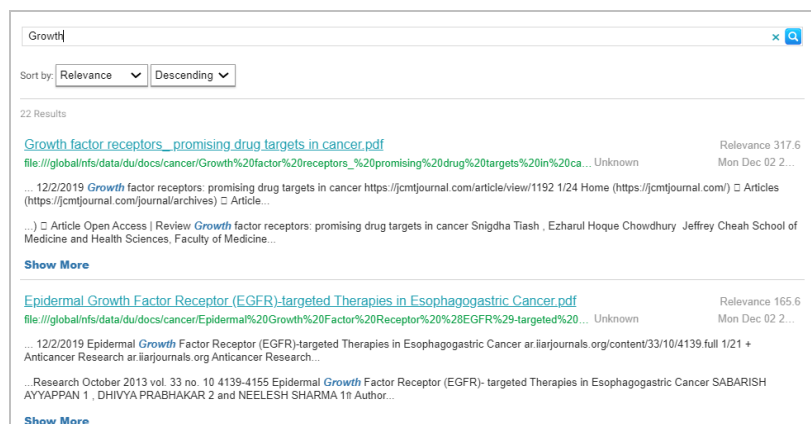 Growth
Sort by: Relevance Descending
22 Results
Growth factor receptors_ promising drug targets in cancer.pdf Relevance 317.6
file:///global/nfs/data/du/docs/cancer/Growth%20factor%20receptors_%20promising%20drug%20targets%20in%20ca... Unknown Mon Dec 02 2...
... 12/2/2019 Growth factor receptors: promising drug targets in cancer https://jcmtjournal.com/article/view/1192 1/24 Home (https://jcmtjournal.com/) □ Articles
(https://jcmtjournal.com/journal/archives) □ Article...
...) □ Article Open Access | Review Growth factor receptors: promising drug targets in cancer Snigdha Tiash , Ezharul Hoque Chowdhury Jeffrey Cheah School of
Medicine and Health Sciences, Faculty of Medicine...
Show More
Epidermal Growth Factor Receptor (EGFR)-targeted Therapies in Esophagogastric Cancer.pdf Relevance 165.6
file:///global/nfs/data/du/docs/cancer/Epidermal%20Growth%20Factor%20Receptor%20%28EGFR%29-targeted%20... Unknown Mon Dec 02 2...
... 12/2/2019 Epidermal Growth Factor Receptor (EGFR)-targeted Therapies in Esophagogastric Cancer ar.iiarjournals.org/content/33/10/4139.full 1/21 +
Anticancer Research ar.iiarjournals.org Anticancer Research...
...Research October 2013 vol. 33 no. 10 4139-4155 Epidermal Growth Factor Receptor (EGFR)- targeted Therapies in Esophagogastric Cancer SABARISH
AYYAPPAN 1 , DHIVYA PRABHAKAR 2 and NEELESH SHARMA 1⇑ Author...
Show More